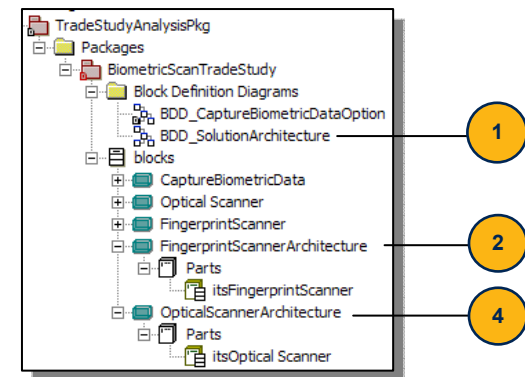 TradeStudyAnalysisPkg
Packages
BiometricScanTradeStudy
Block Definition Diagrams
BDD_CaptureBiometricDataOption
BDD_SolutionArchitecture
1
blocks
CaptureBiometricData
Optical Scanner
FingerprintScanner
FingerprintScannerArchitecture
2
Parts
itsFingerprintScanner
OpticalScannerArchitecture
4
Parts
itsOptical Scanner